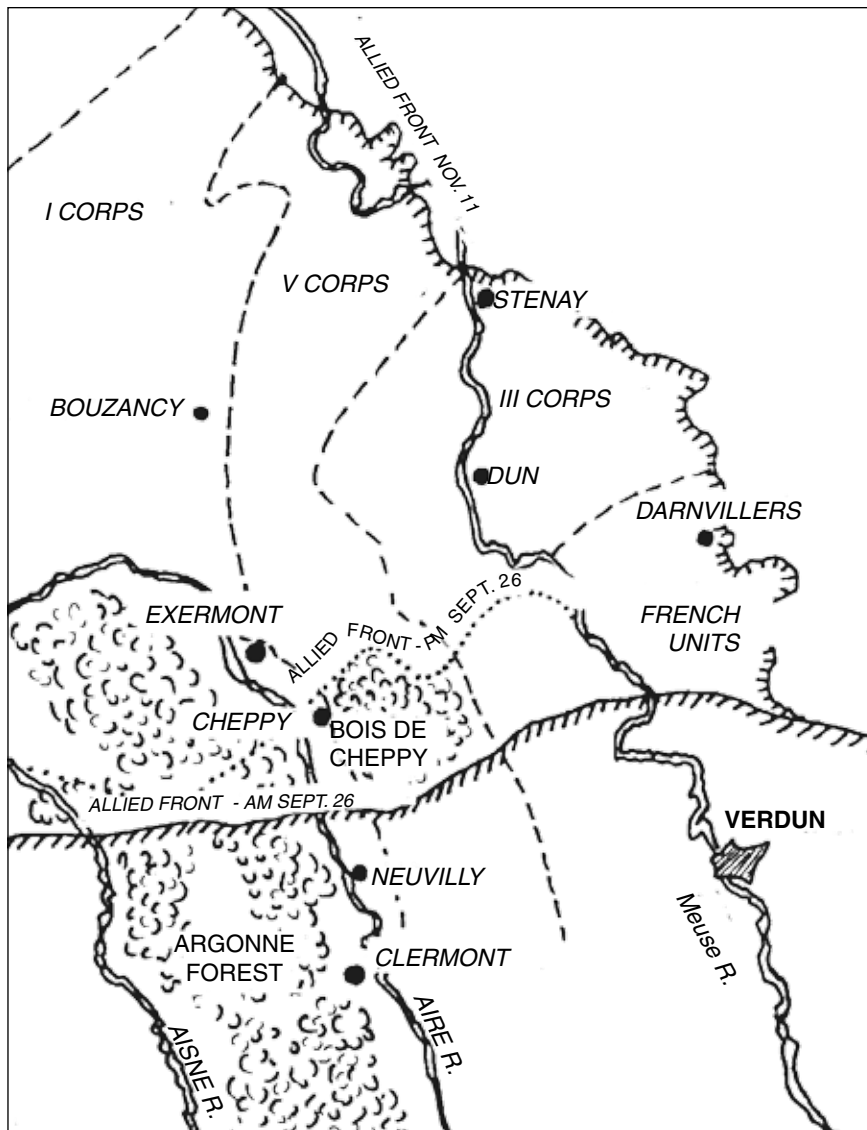 ALLIED FRONT NOV. 11
I CORPS
V CORPS
STENAY
BOUZANCY
III CORPS
DUN
DARNVILLERS
EXERMONT
ALLIED FRONT - PM SEPT. 26
FRENCH
UNITS
CHEPPY
BOIS DE
CHEPPY
ALLIED FRONT - AM SEPT. 26
VERDUN
NEUVILLY
Meuse R.
ARGONNE
FOREST
CLERMONT
AISNE R.
AIRE R.